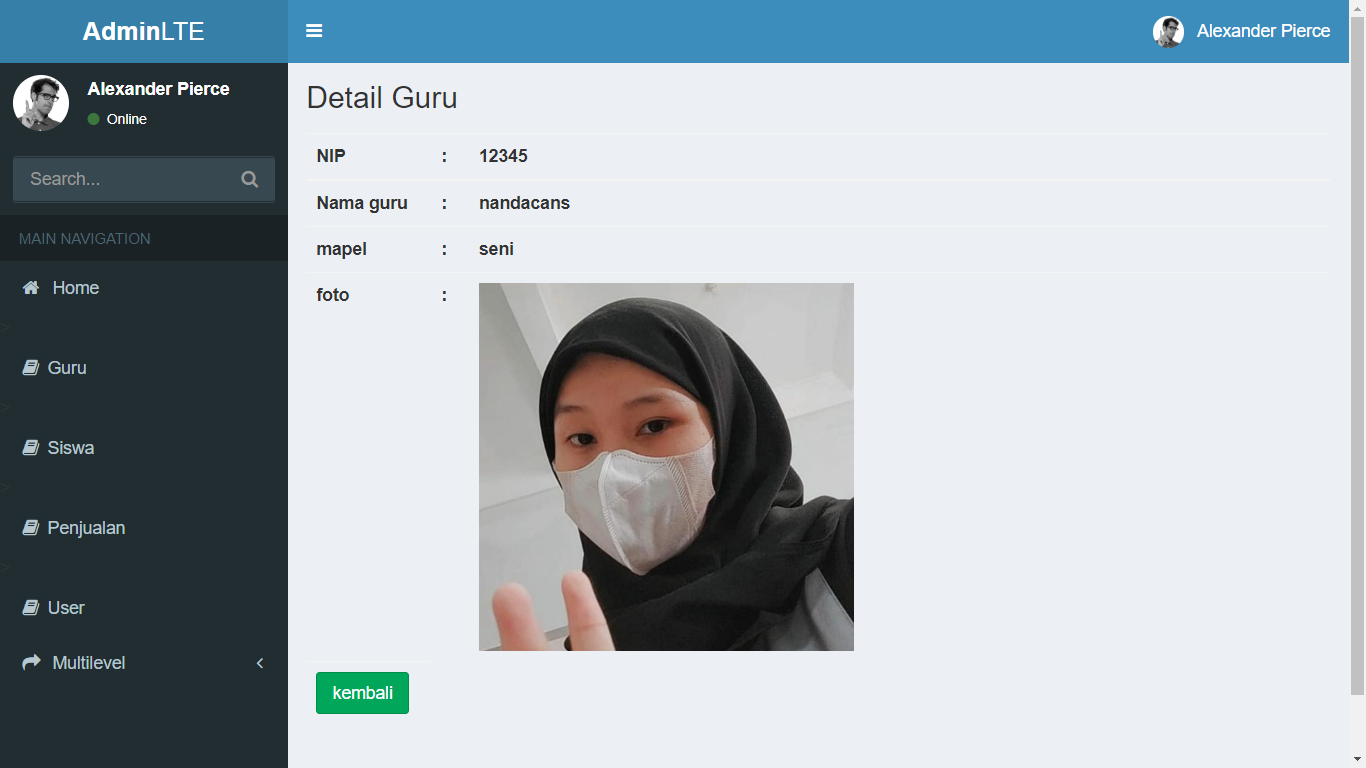 AdminLTE
Alexander Pierce
Alexander Pierce
Online
Search...
MAIN NAVIGATION
Home
>
Guru
>
Siswa
>
Penjualan
>
User
Multilevel
Detail Guru
NIP : 12345
Nama guru : nandacans
mapel : seni
foto :
kembali